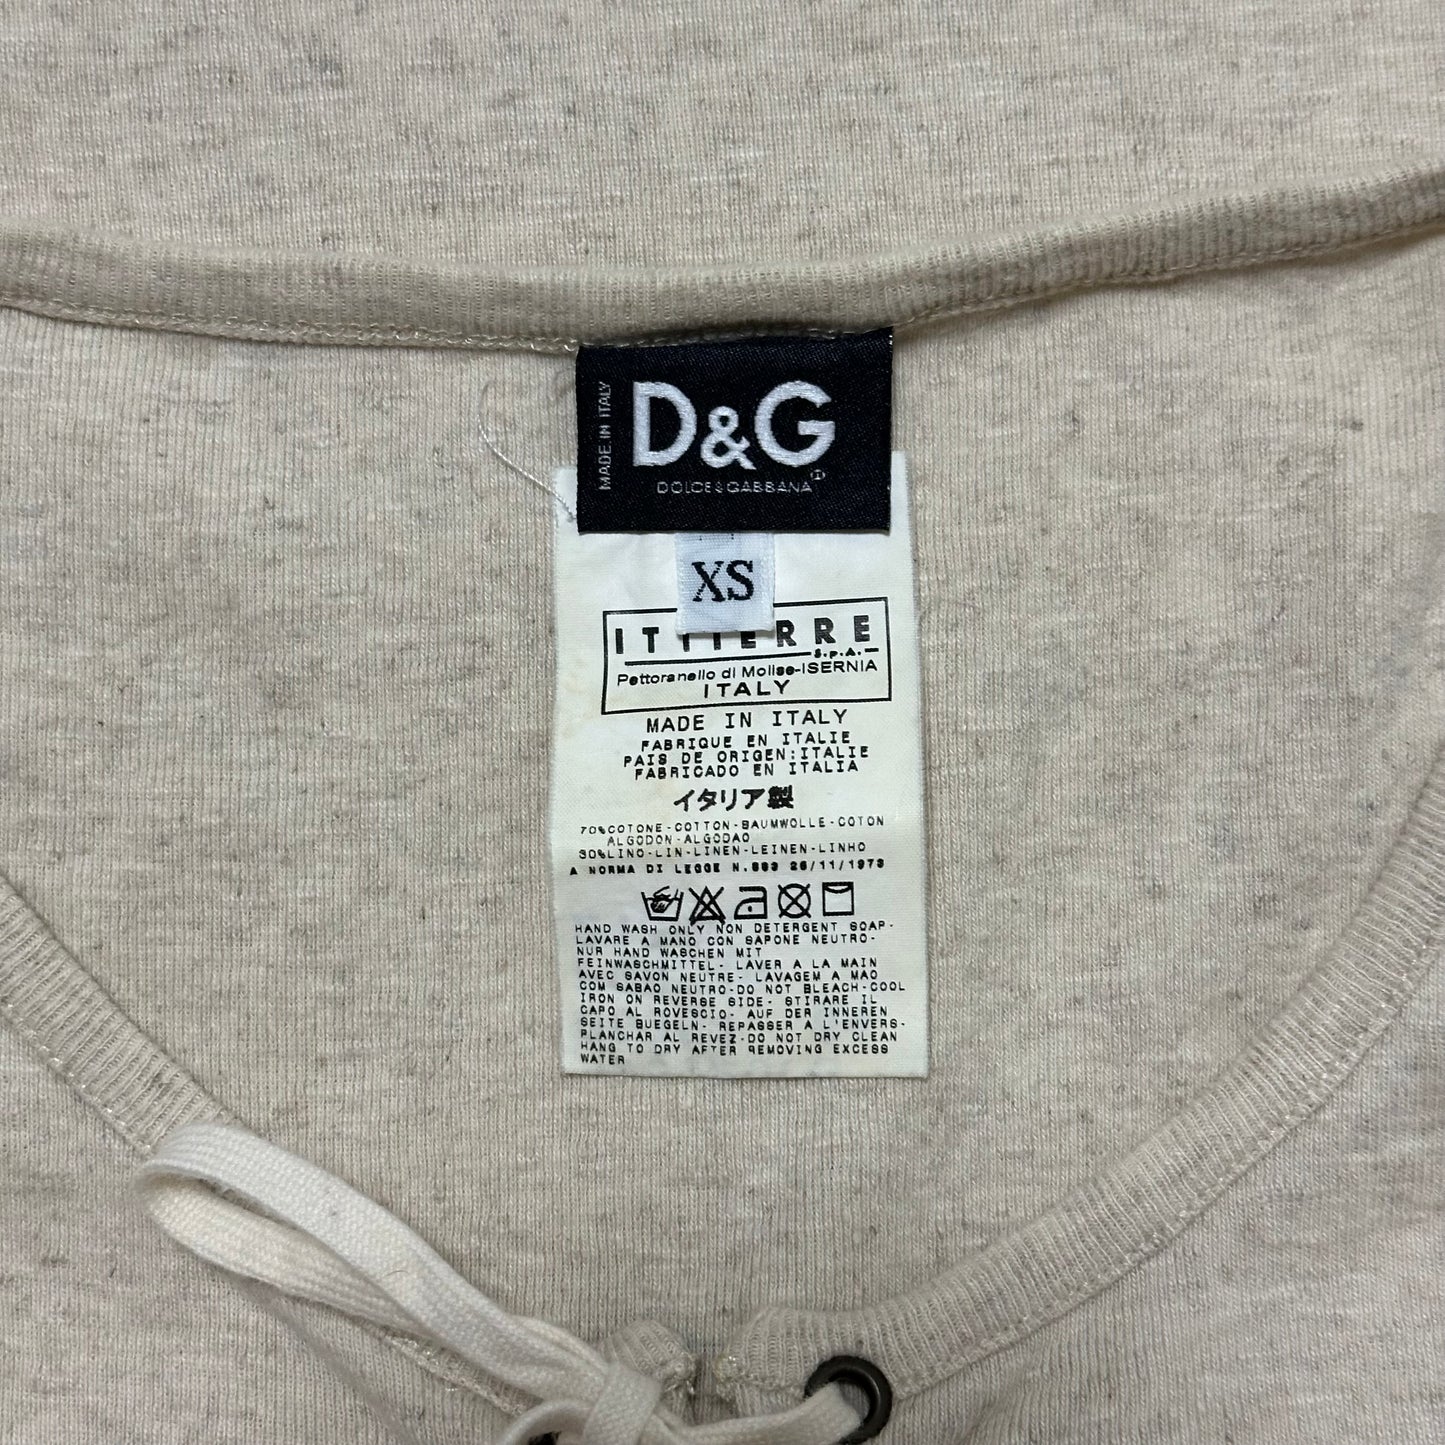 MADE IN ITALY
D&G
DOLCE&GABBANA
XS
ITTIERRE
S.p.A.
Pettoranello di Molise-ISERNIA
ITALY
MADE IN ITALY
FABRIQUE EN ITALIE
PAIS DE ORIGEN:ITALIE
FABRICADO EN ITALIA
イタリア製
70%COTONE-COTTON-BAUMWOLLE-COTON
ALGODON-ALGODAO
30%LINO-LIN-LINEN-LEINEN-LINHO
A NORMA DI LEGGE N.883 26/11/1973
HAND WASH ONLY NON DETERGENT SOAP-
LAVARE A MANO CON SAPONE NEUTRO-
NUR HAND WASCHEN MIT
FEINWASCHMITTEL- LAVER A LA MAIN
AVEC SAVON NEUTRE- LAVAGEM A MAO
COM SABAO NEUTRO-DO NOT BLEACH-COOL
IRON ON REVERSE SIDE- STIRARE IL
CAPO AL ROVESCIO- AUF DER INNEREN
SEITE BUEGELN- REPASSER A L'ENVERS-
PLANCHAR AL REVEZ-DO NOT DRY CLEAN
HANG TO DRY AFTER REMOVING EXCESS
WATER